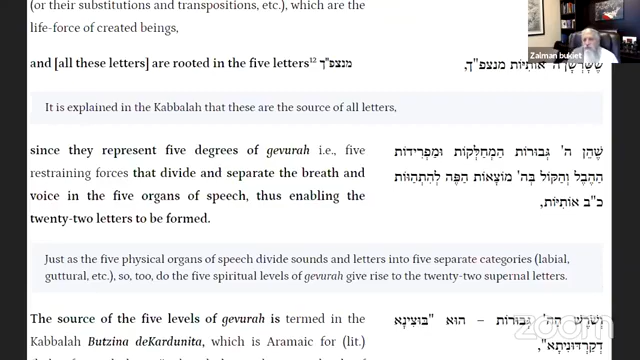 (or their substitutions and transpositions, etc.), which are the
life-force of created beings,
and [all these letters] are rooted in the five letters¹² מנצפ"ך
שֶׁשָּׁרְשָׁן ה' אוֹתִיּוֹת מנצפ"ך,
It is explained in the Kabbalah that these are the source of all letters,
since they represent five degrees of gevurah i.e., five
restraining forces that divide and separate the breath and
voice in the five organs of speech, thus enabling the
twenty-two letters to be formed.
שֶׁהֵן ה' גְּבוּרוֹת הַמְחַלְּקוֹת וּמַפְרִידוֹת
הַהֶבֶל וְהַקּוֹל בְּה' מוֹצָאוֹת הַפֶּה לְהִתְהַוּוֹת
כ"ב אוֹתִיּוֹת,
Just as the five physical organs of speech divide sounds and letters into five separate categories (labial,
guttural, etc.), so, too, do the five spiritual levels of gevurah give rise to the twenty-two supernal letters.
The source of the five levels of gevurah is termed in the
Kabbalah Butzina deKardunita, which is Aramaic for (lit.)
וְשֹׁרֶשׁ הַה' גְּבוּרוֹת – הוּא "בּוּצִינָא
דְקַרְדּוּנִיתָא",
Zalman bukiet
zoom